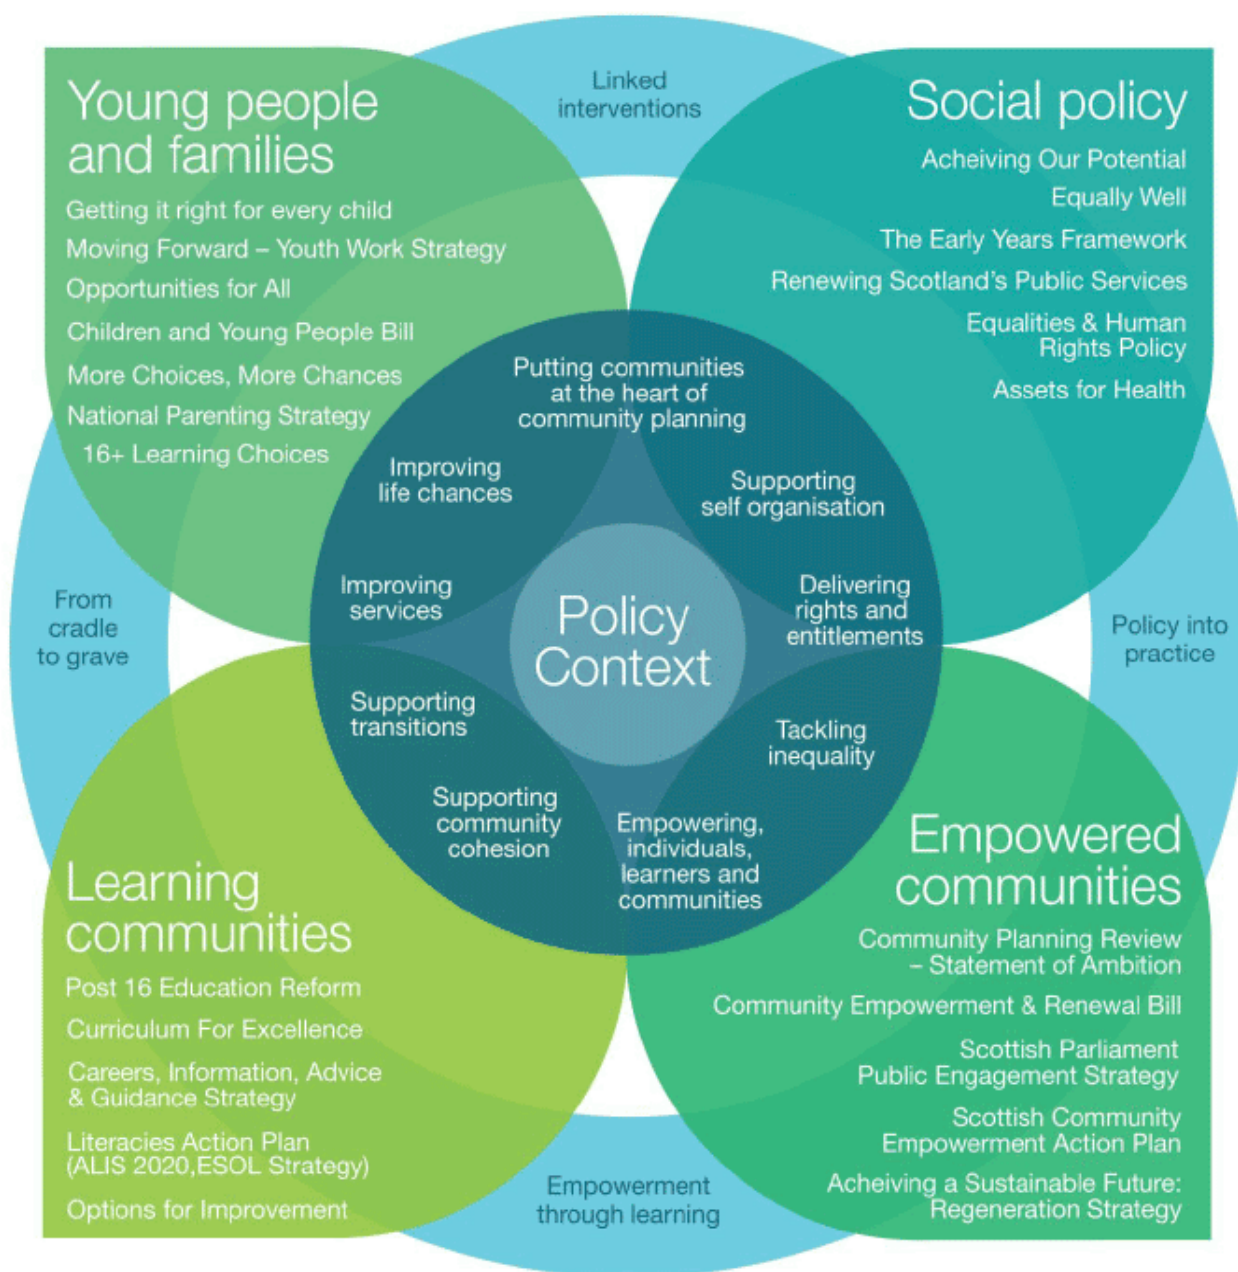 Linked
interventions
Young people
and families
Getting it right for every child
Moving Forward – Youth Work Strategy
Opportunities for All
Children and Young People Bill
More Choices, More Chances
National Parenting Strategy
16+ Learning Choices
Social policy
Acheiving Our Potential
Equally Well
The Early Years Framework
Renewing Scotland's Public Services
Equalities & Human
Rights Policy
Assets for Health
Putting communities
at the heart of
community planning
Improving
life chances
Supporting
self organisation
Improving
services
Delivering
rights and
entitlements
Policy
Context
Supporting
transitions
Tackling
inequality
Supporting
community
cohesion
Empowering,
individuals,
learners and
communities
From
cradle
to grave
Policy into
practice
Learning
communities
Post 16 Education Reform
Curriculum For Excellence
Careers, Information, Advice
& Guidance Strategy
Literacies Action Plan
(ALIS 2020,ESOL Strategy)
Options for Improvement
Empowered
communities
Community Planning Review
– Statement of Ambition
Community Empowerment & Renewal Bill
Scottish Parliament
Public Engagement Strategy
Scottish Community
Empowerment Action Plan
Acheiving a Sustainable Future:
Regeneration Strategy
Empowerment
through learning